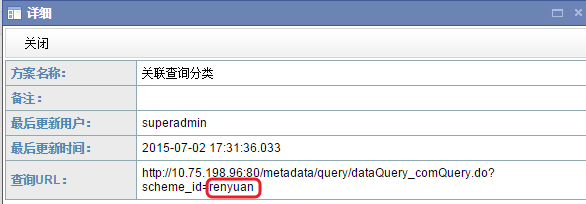 详细
关闭
方案名称： 关联查询分类
备注：
最后更新用户： superadmin
最后更新时间： 2015-07-02 17:31:36.033
查询URL： http://10.75.198.96:80/metadata/query/dataQuery_comQuery.do?
scheme_id=renyuan